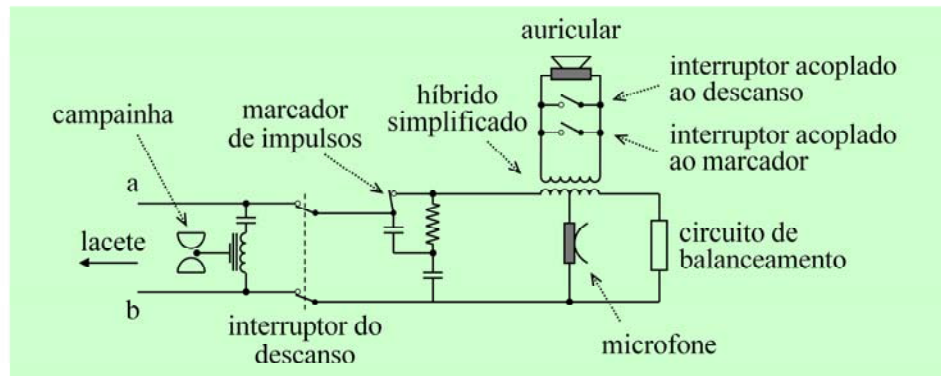 auricular
interruptor acoplado
ao descanso
híbrido
simplificado
marcador
de impulsos
campainha
interruptor acoplado
ao marcador
a
lacete
circuito de
balanceamento
b
interruptor do
descanso
microfone